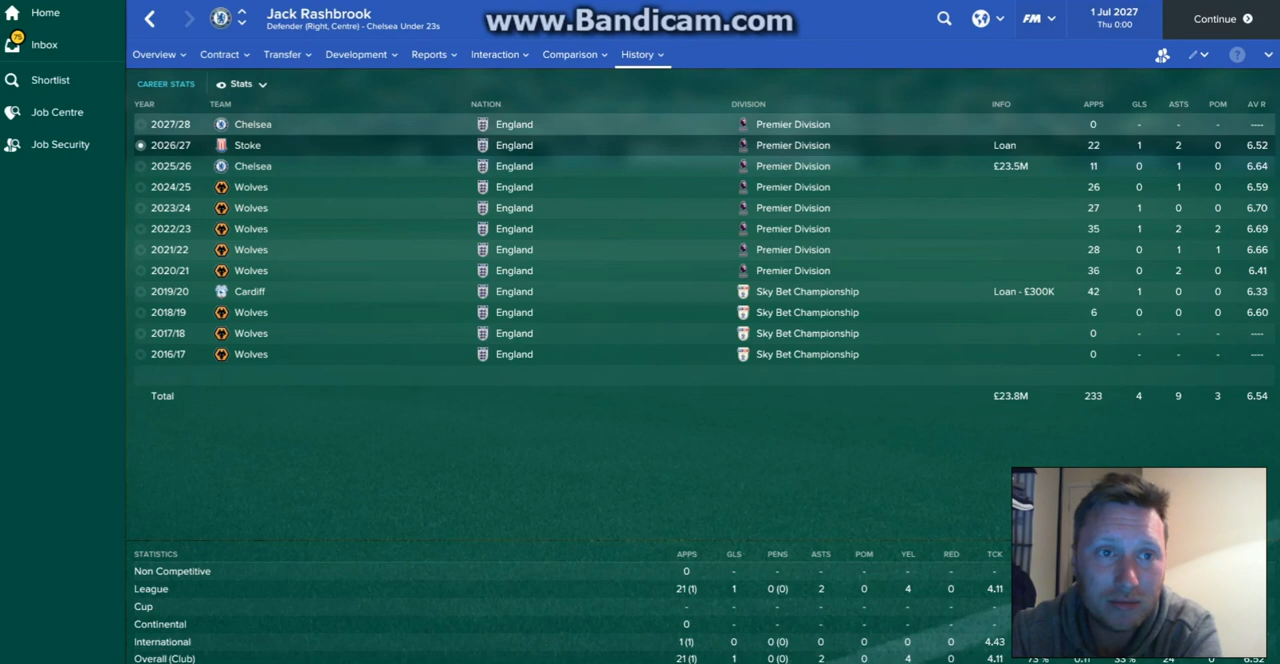 Home
75
Inbox
Shortlist
Job Centre
Job Security
Jack Rashbrook
Defender (Right, Centre) - Chelsea Under 23s
www.Bandicam.com
FM
1 Jul 2027
Thu 0:00
Continue
Overview Contract Transfer Development Reports Interaction Comparison History
?
CAREER STATS Stats
YEAR TEAM NATION DIVISION INFO APPS GLS ASTS POM AV R
2027/28 Chelsea England Premier Division 0 - - - ----
2026/27 Stoke England Premier Division Loan 22 1 2 0 6.52
2025/26 Chelsea England Premier Division £23.5M 11 0 1 0 6.64
2024/25 Wolves England Premier Division 26 0 1 0 6.59
2023/24 Wolves England Premier Division 27 1 0 0 6.70
2022/23 Wolves England Premier Division 35 1 2 2 6.69
2021/22 Wolves England Premier Division 28 0 1 1 6.66
2020/21 Wolves England Premier Division 36 0 2 0 6.41
2019/20 Cardiff England Sky Bet Championship Loan - £300K 42 1 0 0 6.33
2018/19 Wolves England Sky Bet Championship 6 0 0 0 6.60
2017/18 Wolves England Sky Bet Championship 0 - - - ----
2016/17 Wolves England Sky Bet Championship 0 - - - ----
Total £23.8M 233 4 9 3 6.54
STATISTICS APPS GLS PENS ASTS POM YEL RED TCK
Non Competitive 0 - - - - - - -
League 21 (1) 1 0 (0) 2 0 4 0 4.11
Cup - - - - - - - -
Continental 0 - - - - - - -
International 1 (1) 0 0 (0) 0 0 0 0 4.43
Overall (Club) 21 (1) 1 0 (0) 2 0 4 0 4.11